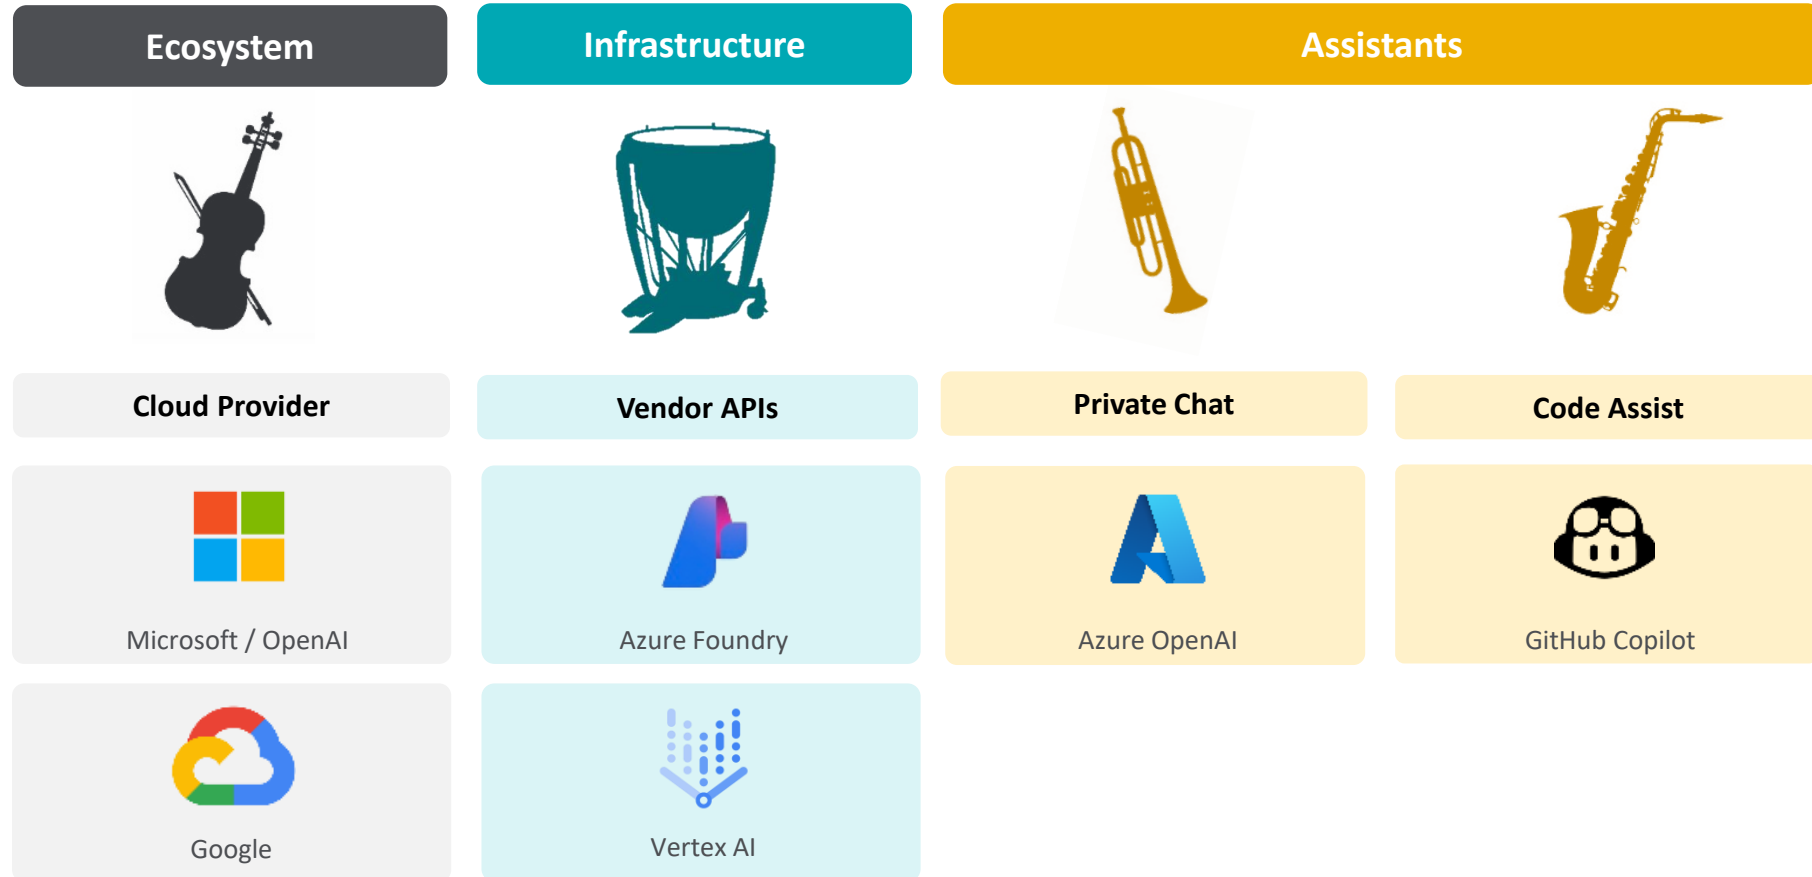 Ecosystem
Infrastructure
Assistants
Cloud Provider
Vendor APIs
Private Chat
Code Assist
Microsoft / OpenAI
Azure Foundry
Azure OpenAI
GitHub Copilot
Google
Vertex AI